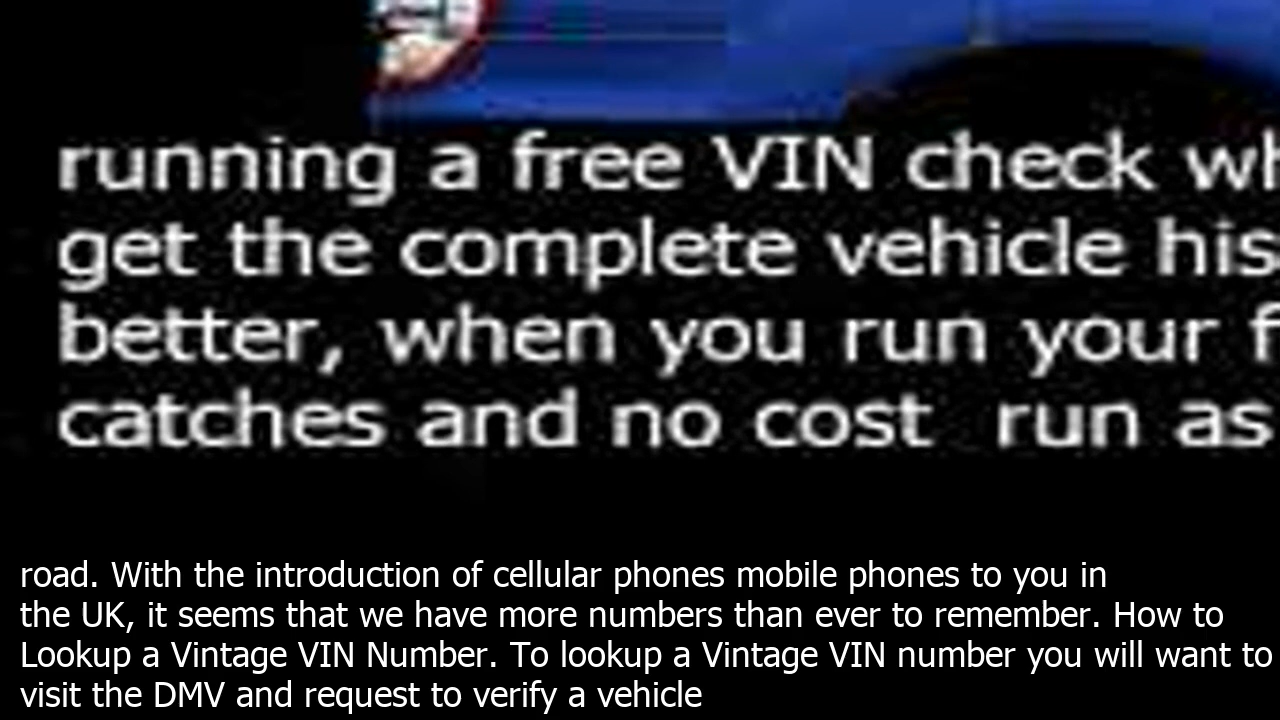 running a free VIN check
get the complete vehicle
better, when you run your
catches and no cost run as
road. With the introduction of cellular phones mobile phones to you in
the UK, it seems that we have more numbers than ever to remember. How to
Lookup a Vintage VIN Number. To lookup a Vintage VIN number you will want to
visit the DMV and request to verify a vehicle